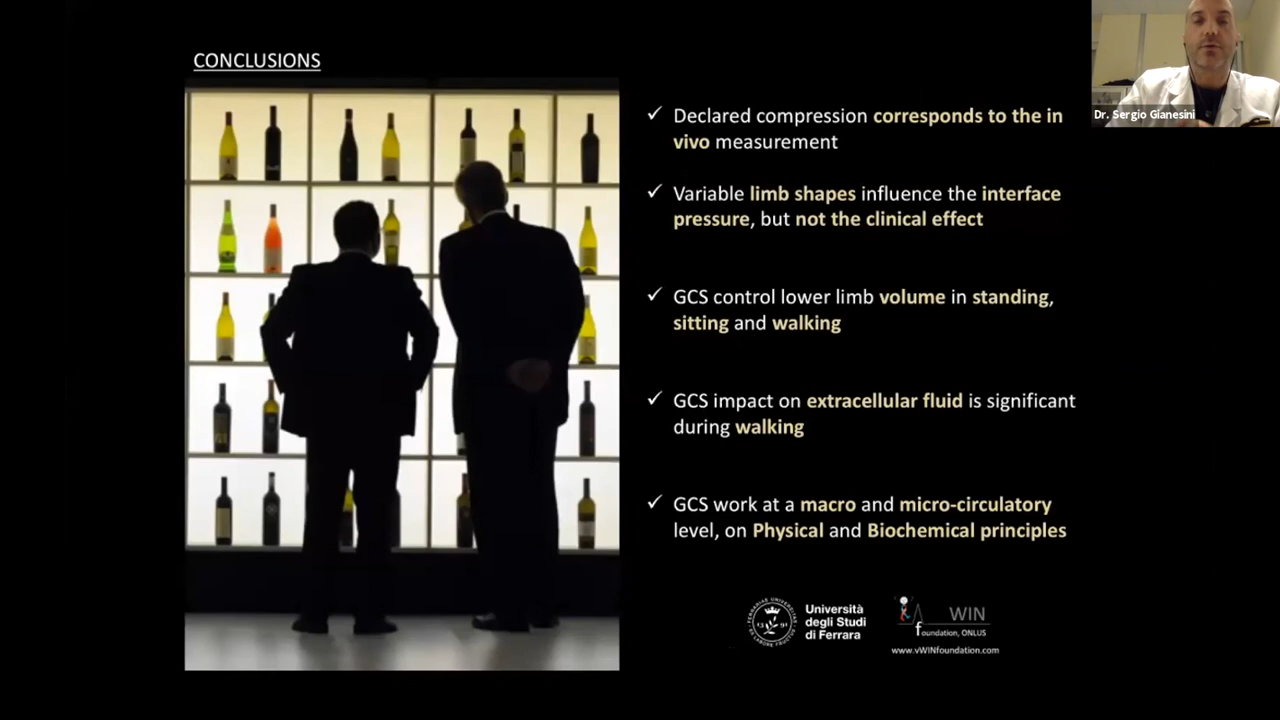 CONCLUSIONS
Declared compression corresponds to the in
vivo measurement
Variable limb shapes influence the interface
pressure, but not the clinical effect
GCS control lower limb volume in standing,
sitting and walking
GCS impact on extracellular fluid is significant
during walking
GCS work at a macro and micro-circulatory
level, on Physical and Biochemical principles
Università
degli Studi
di Ferrara
WIN
foundation, ONLUS
www.vWINfoundation.com
Dr. Sergio Gianesini